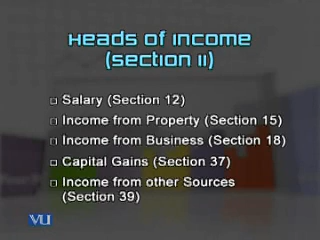 Heads of Income
(Section 11)
Salary (Section 12)
Income from Property (Section 15)
Income from Business (Section 18)
Capital Gains (Section 37)
Income from other Sources
(Section 39)
VU